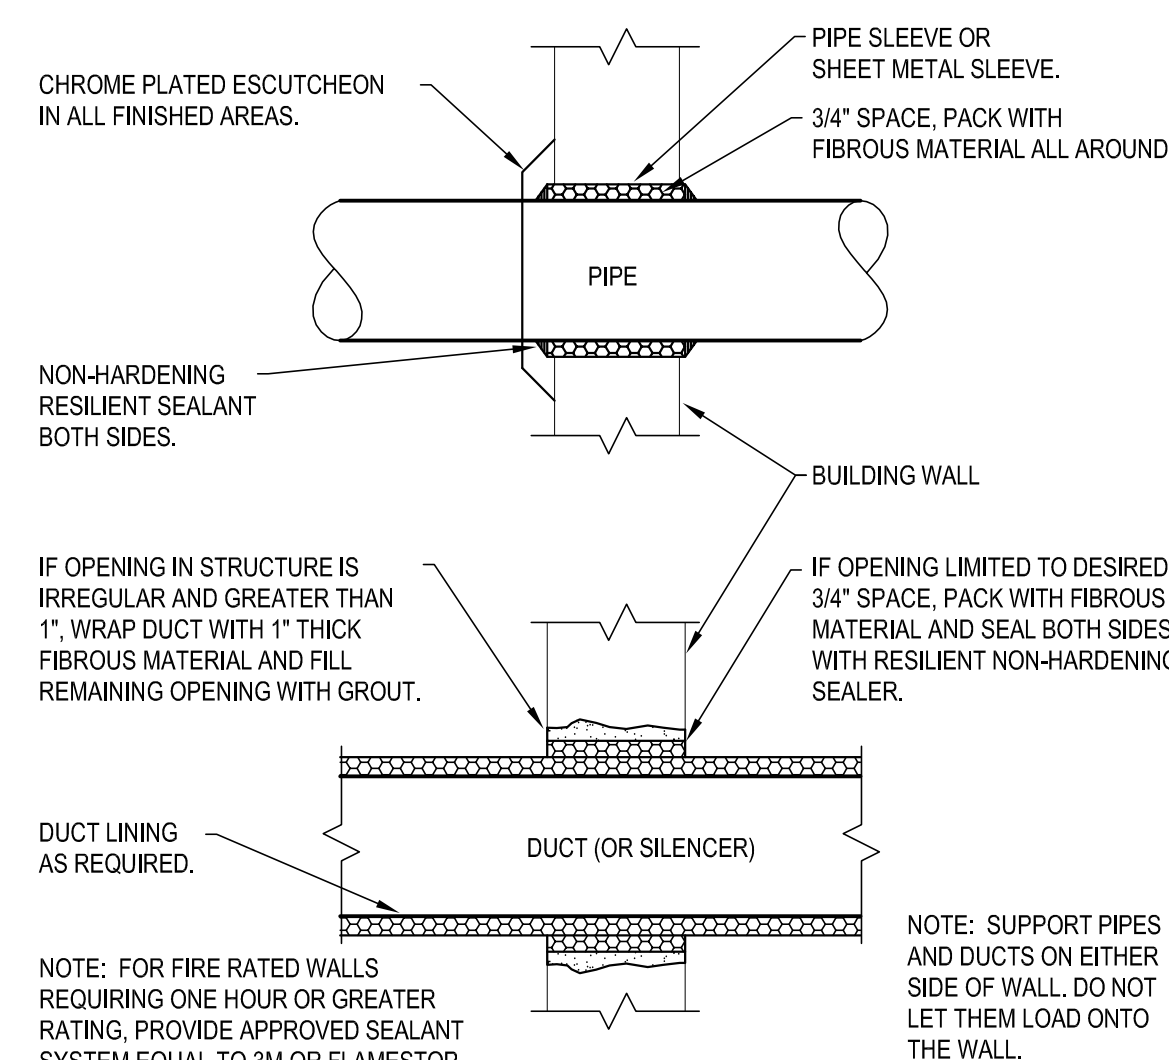 CHROME PLATED ESCUTCHEON
IN ALL FINISHED AREAS.
PIPE SLEEVE OR
SHEET METAL SLEEVE.
3/4" SPACE, PACK WITH
FIBROUS MATERIAL ALL AROUND
PIPE
NON-HARDENING
RESILIENT SEALANT
BOTH SIDES.
BUILDING WALL
IF OPENING IN STRUCTURE IS
IRREGULAR AND GREATER THAN
1", WRAP DUCT WITH 1" THICK
FIBROUS MATERIAL AND FILL
REMAINING OPENING WITH GROUT.
IF OPENING LIMITED TO DESIRED
3/4" SPACE, PACK WITH FIBROUS
MATERIAL AND SEAL BOTH SIDES
WITH RESILIENT NON-HARDENING
SEALER.
DUCT LINING
AS REQUIRED.
DUCT (OR SILENCER)
NOTE: FOR FIRE RATED WALLS
REQUIRING ONE HOUR OR GREATER
RATING, PROVIDE APPROVED SEALANT
SYSTEM EQUAL TO 3M OR FLAMESTOP
NOTE: SUPPORT PIPES
AND DUCTS ON EITHER
SIDE OF WALL. DO NOT
LET THEM LOAD ONTO
THE WALL.